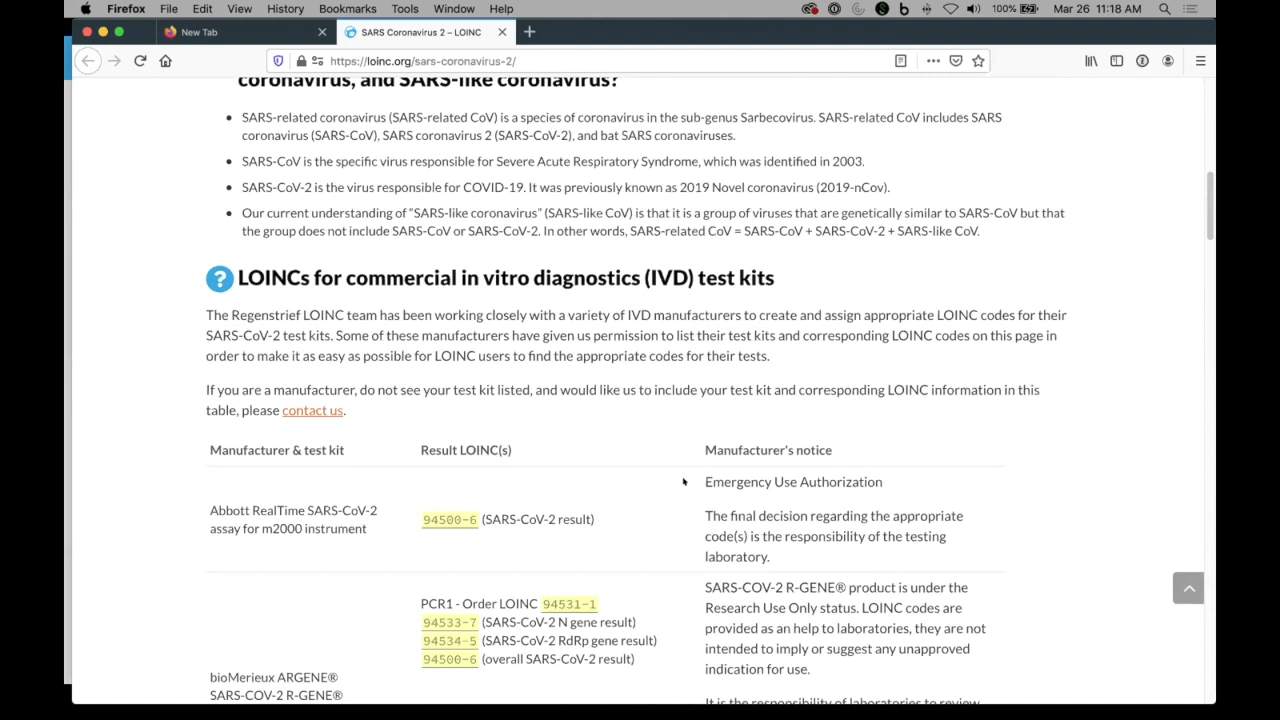 Firefox File Edit View History Bookmarks Tools Window Help 100% Mar 26 11:18 AM
New Tab SARS Coronavirus 2 – LOINC
https://loinc.org/sars-coronavirus-2/
coronavirus, and SARS-like coronavirus?
SARS-related coronavirus (SARS-related CoV) is a species of coronavirus in the sub-genus Sarbecovirus. SARS-related CoV includes SARS
coronavirus (SARS-CoV), SARS coronavirus 2 (SARS-CoV-2), and bat SARS coronaviruses.
SARS-CoV is the specific virus responsible for Severe Acute Respiratory Syndrome, which was identified in 2003.
SARS-CoV-2 is the virus responsible for COVID-19. It was previously known as 2019 Novel coronavirus (2019-nCov).
Our current understanding of “SARS-like coronavirus” (SARS-like CoV) is that it is a group of viruses that are genetically similar to SARS-CoV but that
the group does not include SARS-CoV or SARS-CoV-2. In other words, SARS-related CoV = SARS-CoV + SARS-CoV-2 + SARS-like CoV.
? LOINCs for commercial in vitro diagnostics (IVD) test kits
The Regenstrief LOINC team has been working closely with a variety of IVD manufacturers to create and assign appropriate LOINC codes for their
SARS-CoV-2 test kits. Some of these manufacturers have given us permission to list their test kits and corresponding LOINC codes on this page in
order to make it as easy as possible for LOINC users to find the appropriate codes for their tests.
If you are a manufacturer, do not see your test kit listed, and would like us to include your test kit and corresponding LOINC information in this
table, please contact us.
Manufacturer & test kit Result LOINC(s) Manufacturer's notice
Abbott RealTime SARS-CoV-2
assay for m2000 instrument
94500-6 (SARS-CoV-2 result)
Emergency Use Authorization
The final decision regarding the appropriate
code(s) is the responsibility of the testing
laboratory.
bioMerieux ARGENE®
SARS-COV-2 R-GENE®
PCR1 - Order LOINC 94531-1
94533-7 (SARS-CoV-2 N gene result)
94534-5 (SARS-CoV-2 RdRp gene result)
94500-6 (overall SARS-CoV-2 result)
SARS-COV-2 R-GENE® product is under the
Research Use Only status. LOINC codes are
provided as an help to laboratories, they are not
intended to imply or suggest any unapproved
indication for use.
It is the responsibility of laboratories to review